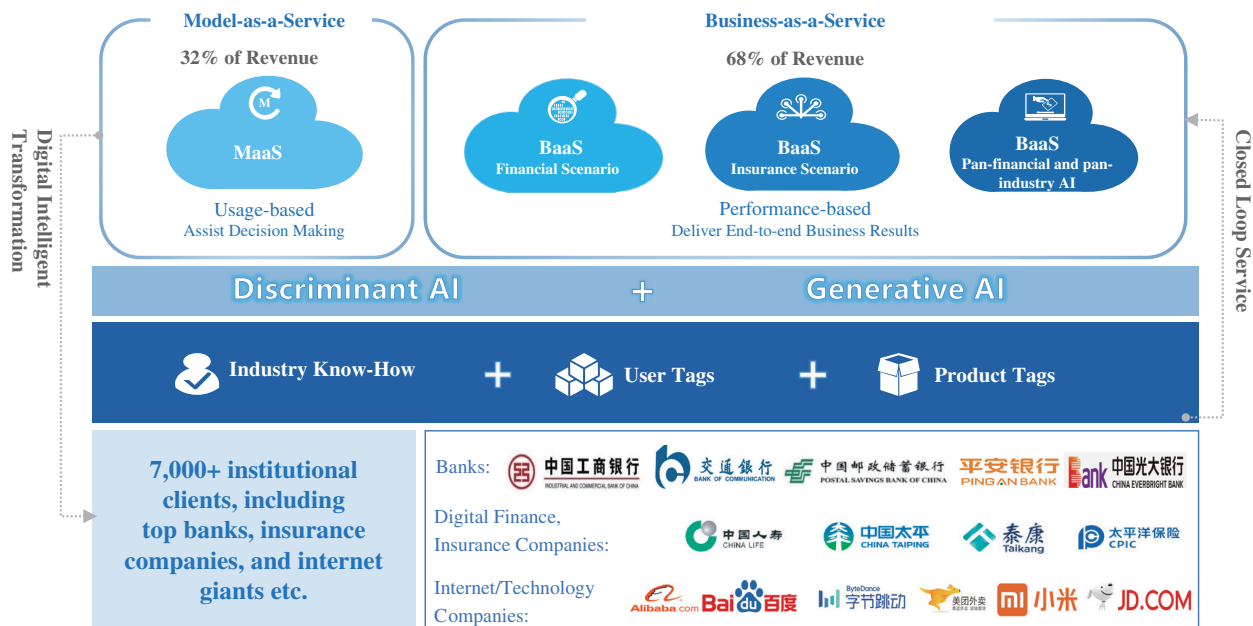 Model-as-a-Service
Business-as-a-Service
32% of Revenue
68% of Revenue
M
MaaS
BaaS
Financial Scenario
BaaS
Insurance Scenario
BaaS
Pan-financial and pan-
industry AI
Usage-based
Assist Decision Making
Performance-based
Deliver End-to-end Business Results
Digital Intelligent
Transformation
Closed Loop Service
Discriminant AI + Generative AI
Industry Know-How + User Tags + Product Tags
7,000+ institutional
clients, including
top banks, insurance
companies, and internet
giants etc.
Banks:
中国工商银行
INDUSTRIAL AND COMMERCIAL BANK OF CHINA
交通銀行
BANK OF COMMUNICATION
中国邮政储蓄银行
POSTAL SAVINGS BANK OF CHINA
平安银行
PING AN BANK
Bank 中国光大银行
CHINA EVERBRIGHT BANK
Digital Finance,
Insurance Companies:
中国人寿
CHINA LIFE
中国太平
CHINA TAIPING
泰康
Taikang
太平洋保险
CPIC
Internet/Technology
Companies:
Alibaba.com
Bai du 百度
ByteDance
字节跳动
美团外卖
mi 小米
JD.COM